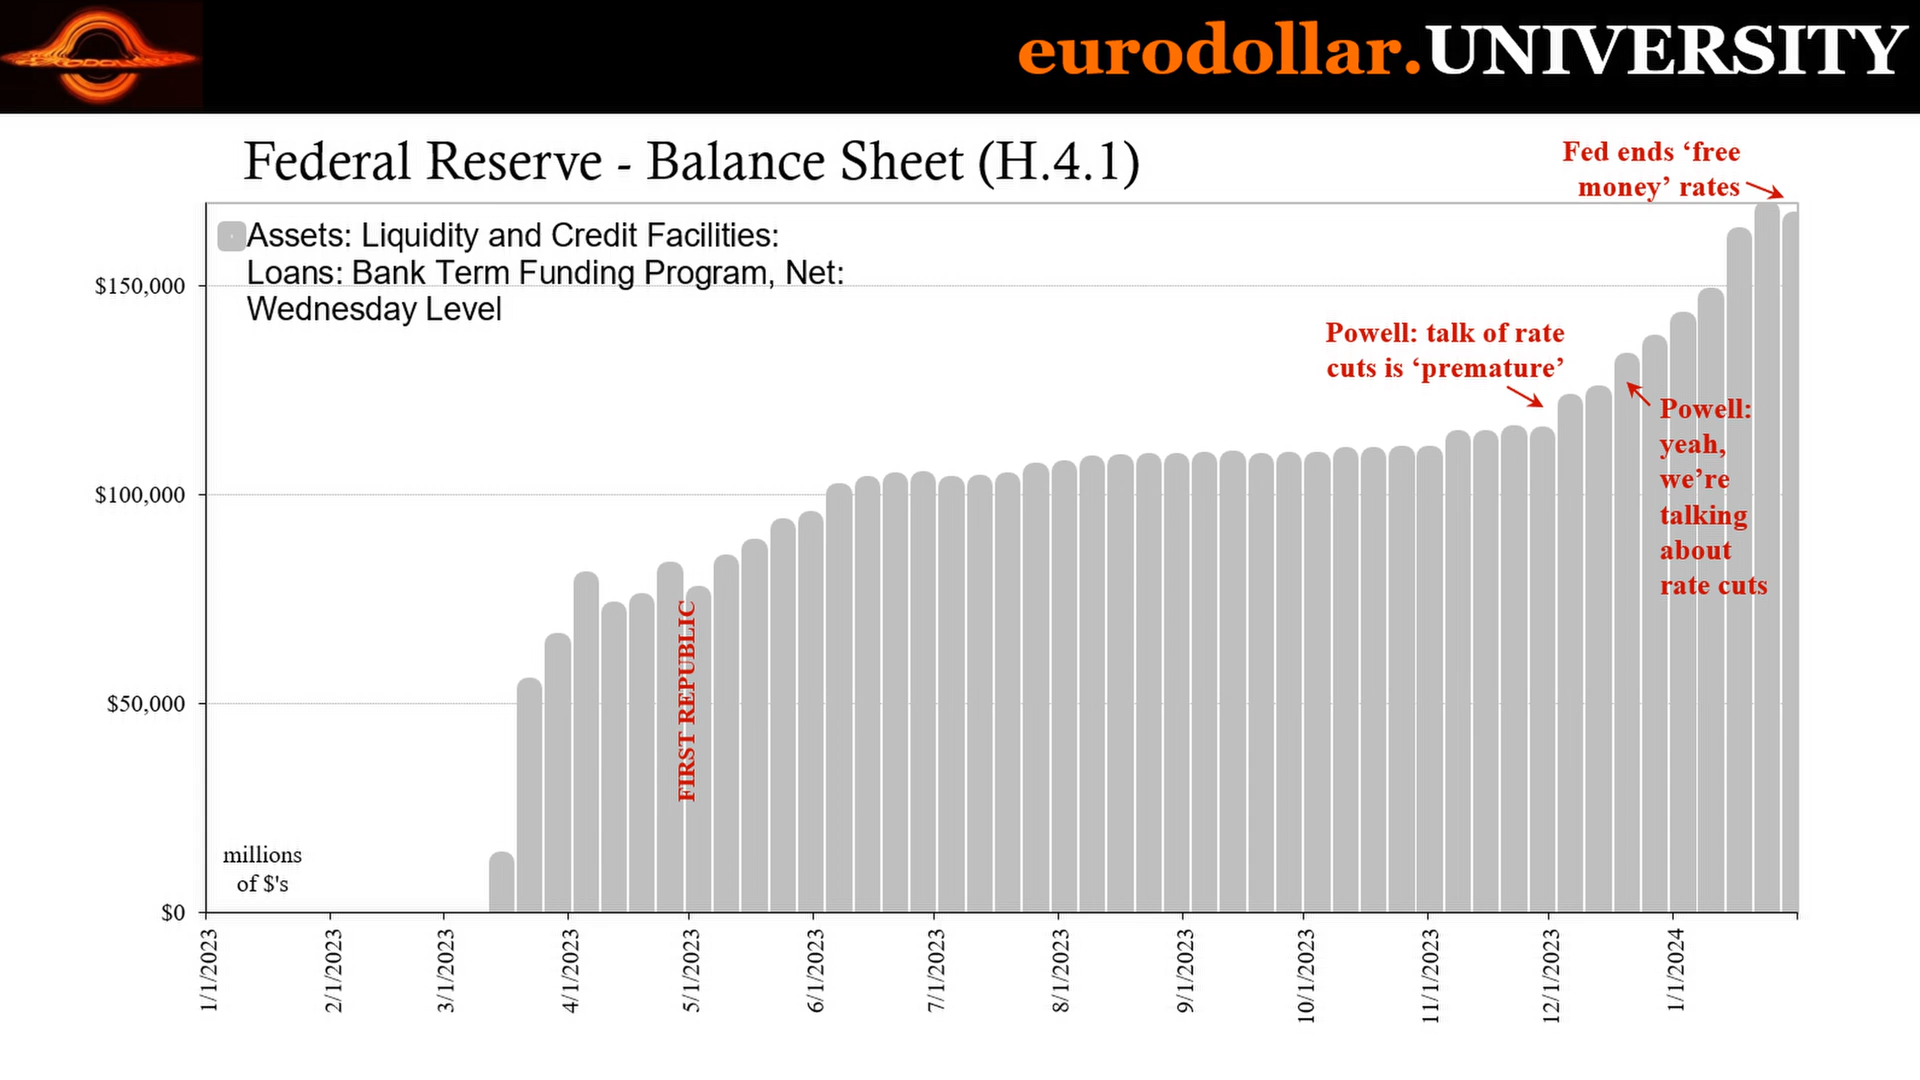 eurodollar.UNIVERSITY
Federal Reserve - Balance Sheet (H.4.1)
Fed ends ‘free
money’ rates
Assets: Liquidity and Credit Facilities:
Loans: Bank Term Funding Program, Net:
Wednesday Level
$150,000
Powell: talk of rate
cuts is ‘premature’
Powell:
yeah,
we’re
talking
about
rate cuts
$100,000
FIRST REPUBLIC
$50,000
millions
of $'s
$0
1/1/2023
2/1/2023
3/1/2023
4/1/2023
5/1/2023
6/1/2023
7/1/2023
8/1/2023
9/1/2023
10/1/2023
11/1/2023
12/1/2023
1/1/2024